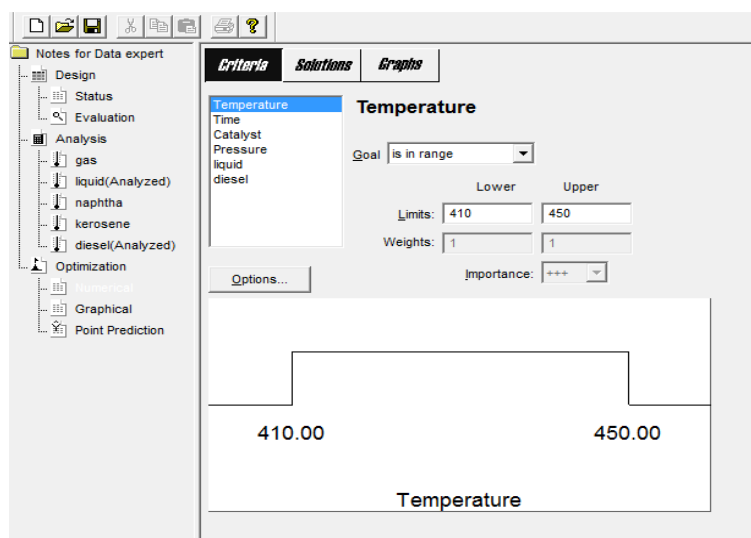 Notes for Data expert
Design
Status
Evaluation
Analysis
gas
liquid(Analyzed)
naphtha
kerosene
diesel(Analyzed)
Optimization
Numerical
Graphical
Point Prediction
Criteria Solutions Graphs
Temperature
Time
Catalyst
Pressure
liquid
diesel
Options...
Temperature
Goal is in range
Lower Upper
Limits: 410 450
Weights: 1 1
Importance: +++
410.00 450.00
Temperature